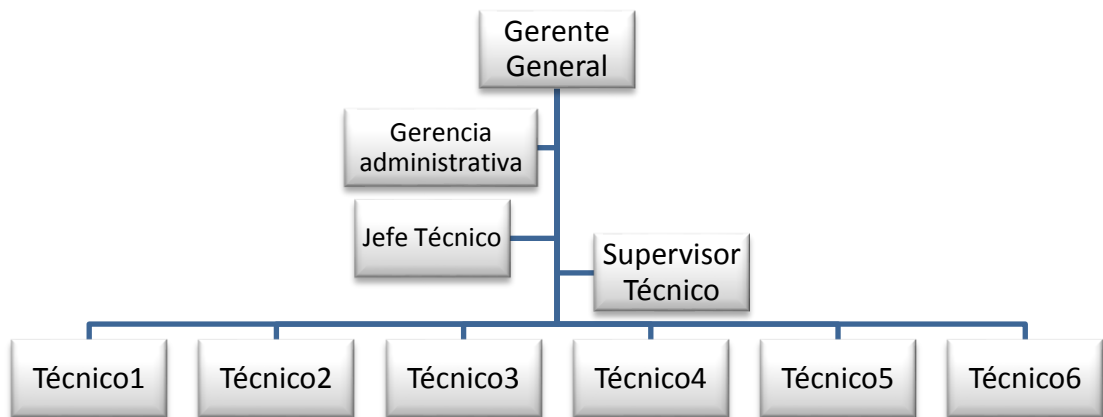 Gerente
General
Gerencia
administrativa
Jefe Técnico
Supervisor
Técnico
Técnico1
Técnico2
Técnico3
Técnico4
Técnico5
Técnico6